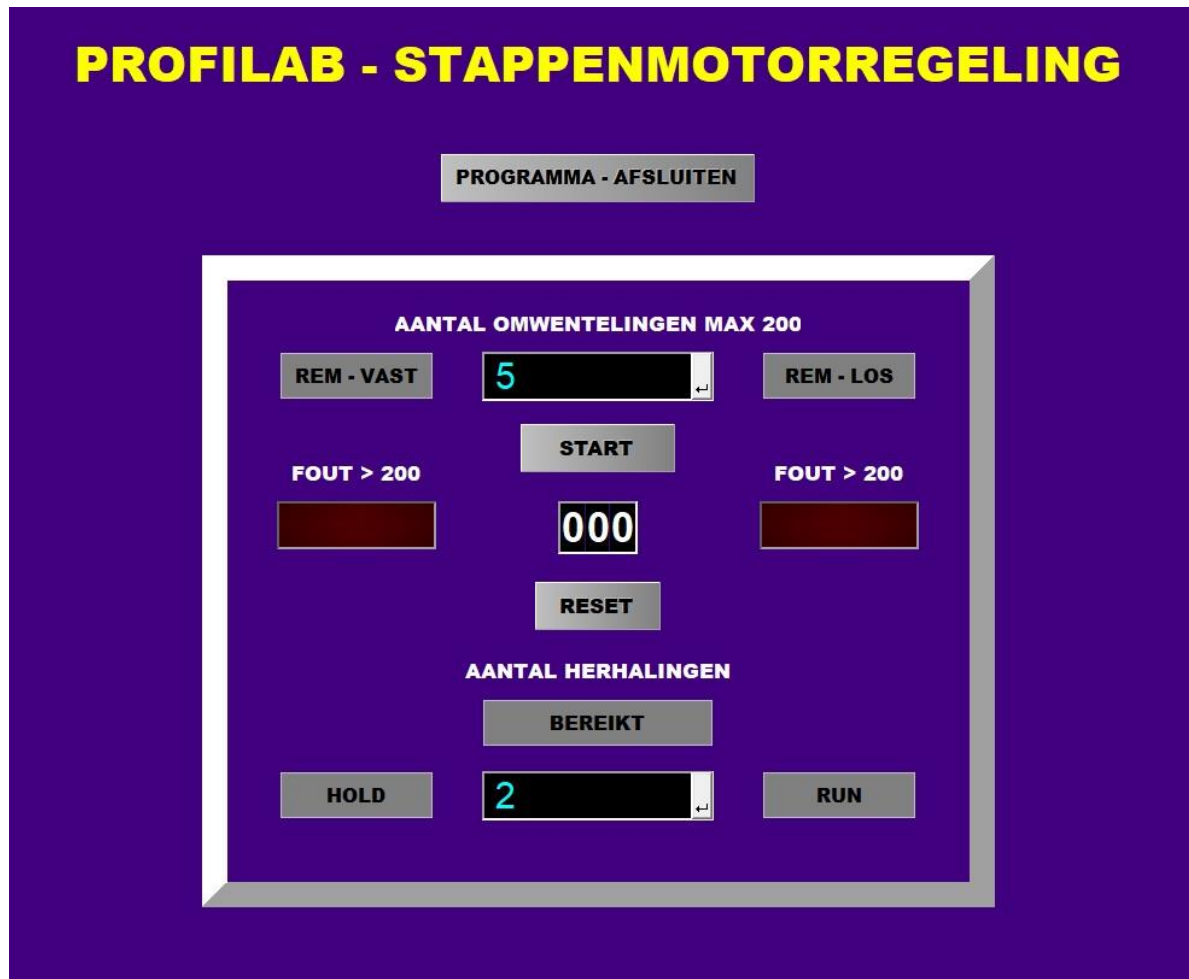 PROFILAB - STAPPENMOTORREGELING
PROGRAMMA - AFSLUITEN
AANTAL OMWENTELINGEN MAX 200
REM - VAST 5 REM - LOS
START
FOUT > 200 FOUT > 200
000
RESET
AANTAL HERHALINGEN
BEREIKT
HOLD 2 RUN